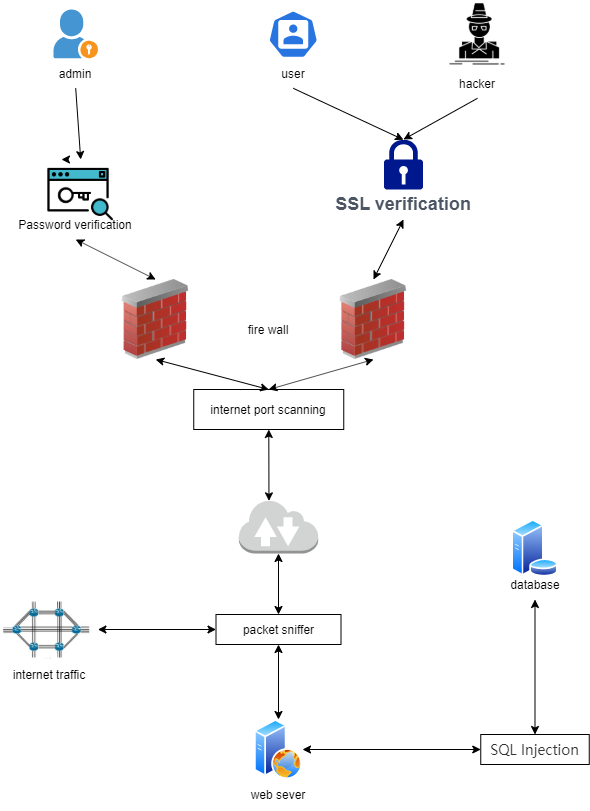 admin
user
hacker
Password verification
SSL verification
fire wall
internet port scanning
database
packet sniffer
internet traffic
SQL Injection
web sever